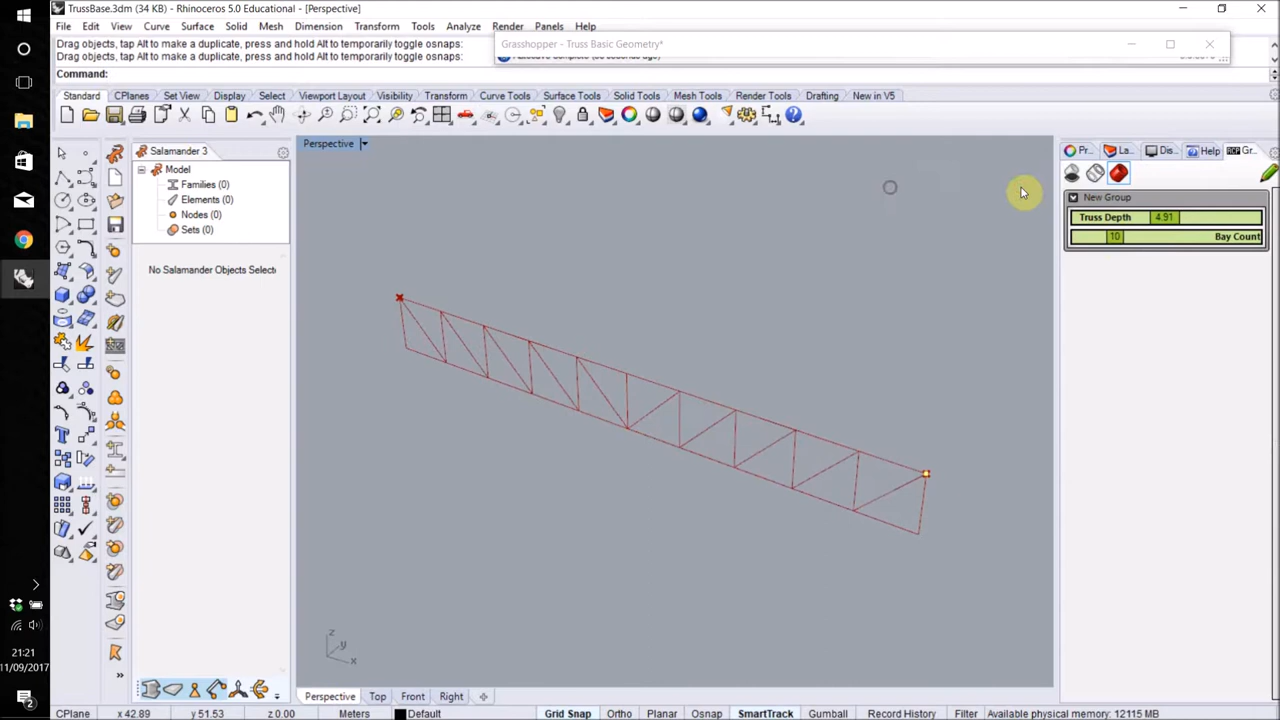 TrussBase.3dm (34 KB) - Rhinoceros 5.0 Educational - [Perspective]
File Edit View Curve Surface Solid Mesh Dimension Transform Tools Analyze Render Panels Help
Drag objects, tap Alt to make a duplicate, press and hold Alt to temporarily toggle osnaps:
Grasshopper - Truss Basic Geometry*
Drag objects, tap Alt to make a duplicate, press and hold Alt to temporarily toggle osnaps:
Command:
Standard CPlanes Set View Display Select Viewport Layout Visibility Transform Curve Tools Surface Tools Solid Tools Mesh Tools Render Tools Drafting New in V5
Perspective
Salamander 3
Pr... La... Dis... Help Gr...
Model
Families (0)
Elements (0)
Nodes (0)
Sets (0)
New Group
Truss Depth 4.91
10 Bay Count
No Salamander Objects Selecte
z
y
x
21:21
11/09/2017
2
Perspective Top Front Right
CPlane x 42.89 y 51.53 z 0.00 Meters Default Grid Snap Ortho Planar Osnap SmartTrack Gumball Record History Filter Available physical memory: 12115 MB